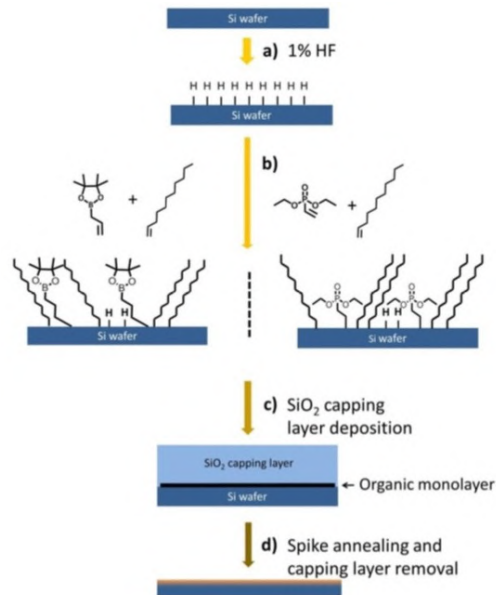 Si wafer
a) 1% HF
H H H H H H H H H
Si wafer
b)
O O
B
+
O
P
O O
+
O O
B
O O
B
H H
Si wafer
O
O P O
O
O P O
H H
Si wafer
c) SiO₂ capping
layer deposition
SiO₂ capping layer
← Organic monolayer
Si wafer
d) Spike annealing and
capping layer removal